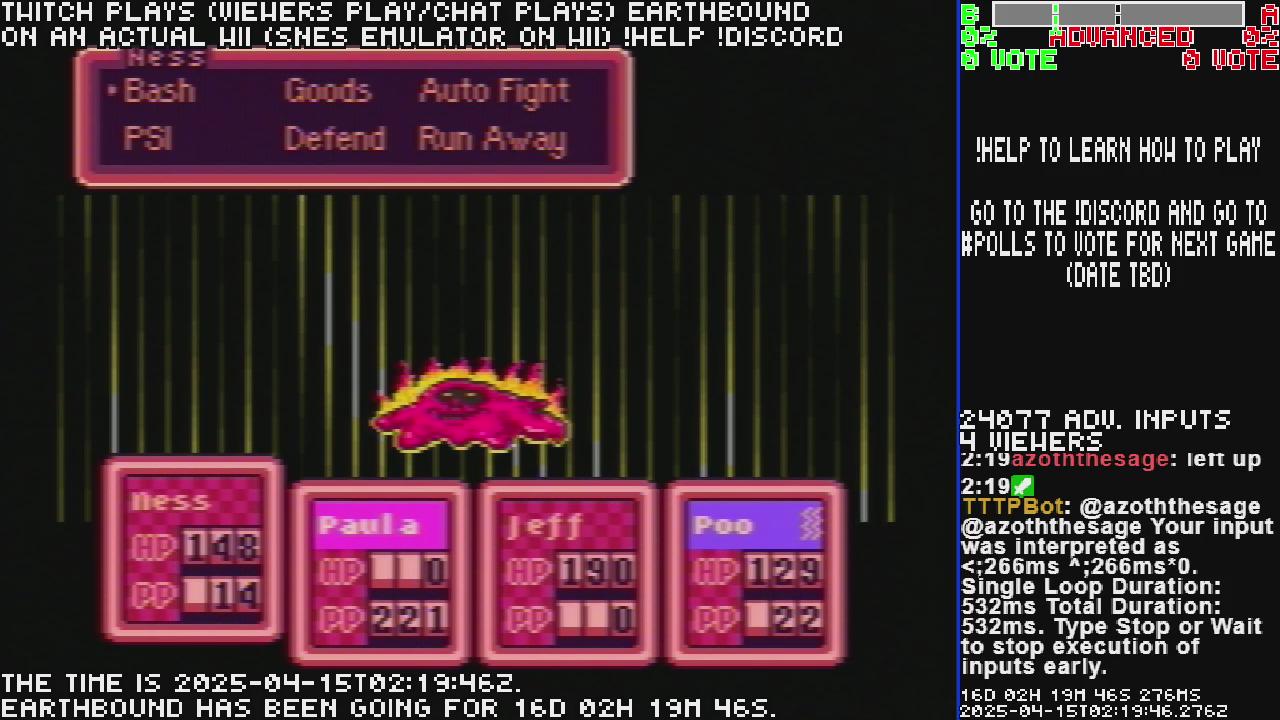 TWITCH PLAYS (VIEWERS PLAY/CHAT PLAYS) EARTHBOUND
ON AN ACTUAL WII (SNES EMULATOR ON WII) !HELP !DISCORD
Ness
•Bash Goods Auto Fight
PSI Defend Run Away
Ness
HP 148
PP 14
Paula
HP 0
PP 221
Jeff
HP 190
PP 0
Poo
HP 129
PP 22
THE TIME IS 2025-04-15T02:19:46Z.
EARTHBOUND HAS BEEN GOING FOR 16D 02H 19M 46S.
B A
0% ADVANCED 0%
0 VOTE 0 VOTE
!HELP TO LEARN HOW TO PLAY
GO TO THE !DISCORD AND GO TO
#POLLS TO VOTE FOR NEXT GAME
(DATE TBD)
24077 ADV. INPUTS
4 VIEWERS
2:19 azoththesage: left up
2:19
TTTPBot: @azoththesage
@azoththesage Your input
was interpreted as
<;266ms ^;266ms*0.
Single Loop Duration:
532ms Total Duration:
532ms. Type Stop or Wait
to stop execution of
inputs early.
16D 02H 19M 46S 276MS
2025-04-15T02:19:46.276Z